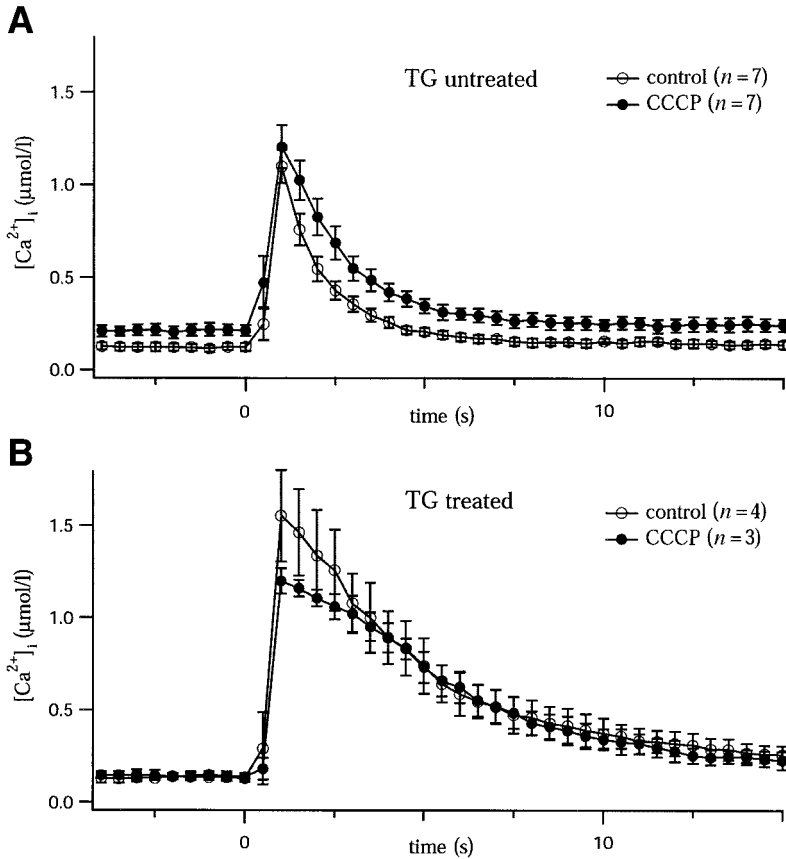 A
TG untreated
control (n=7)
CCCP (n=7)
[Ca²⁺]ᵢ (μmol/l)
1.5
1.0
0.5
0.0
0
10
time (s)
B
TG treated
control (n=4)
CCCP (n=3)
[Ca²⁺]ᵢ (μmol/l)
1.5
1.0
0.5
0.0
0
10
time (s)